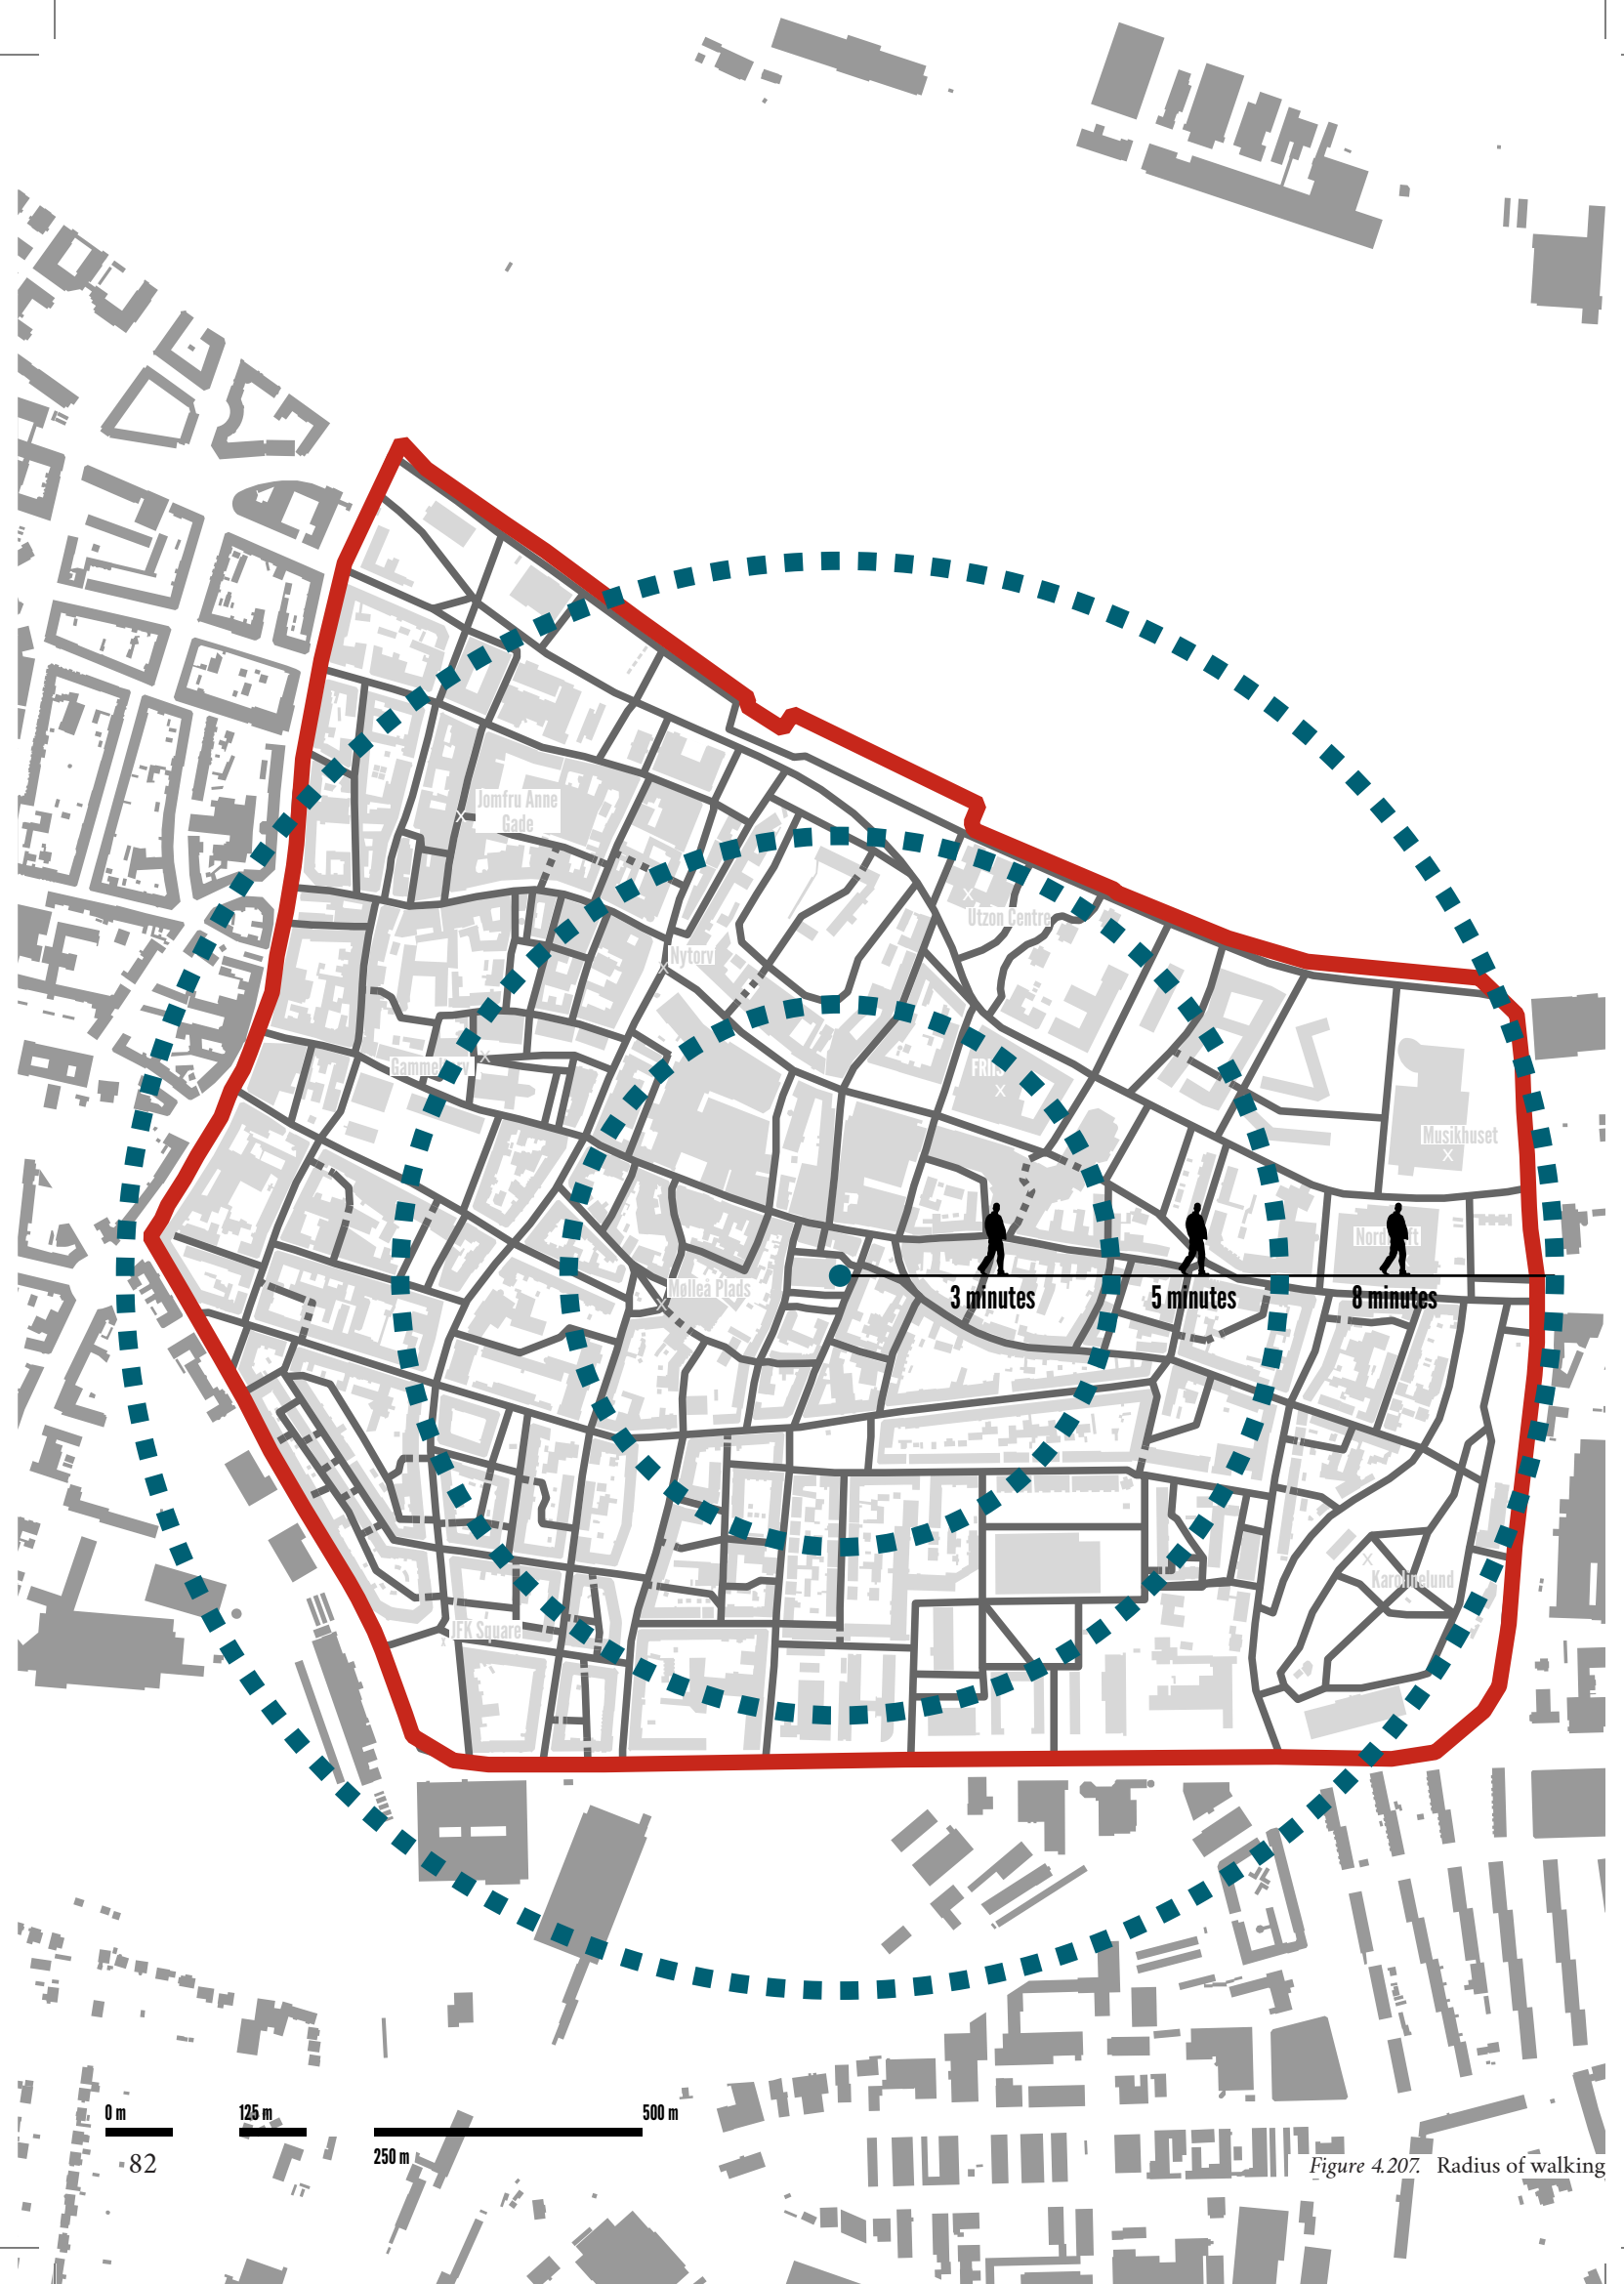 Jomfru Anne
Gade
Utzon Centre
Nytorv
FRIIS
Musikhuset
Møllea Plads
3 minutes
5 minutes
8 minutes
Karolinelund
JFK Square
0 m
125 m
500 m
250 m
82
Figure 4.207. Radius of walking